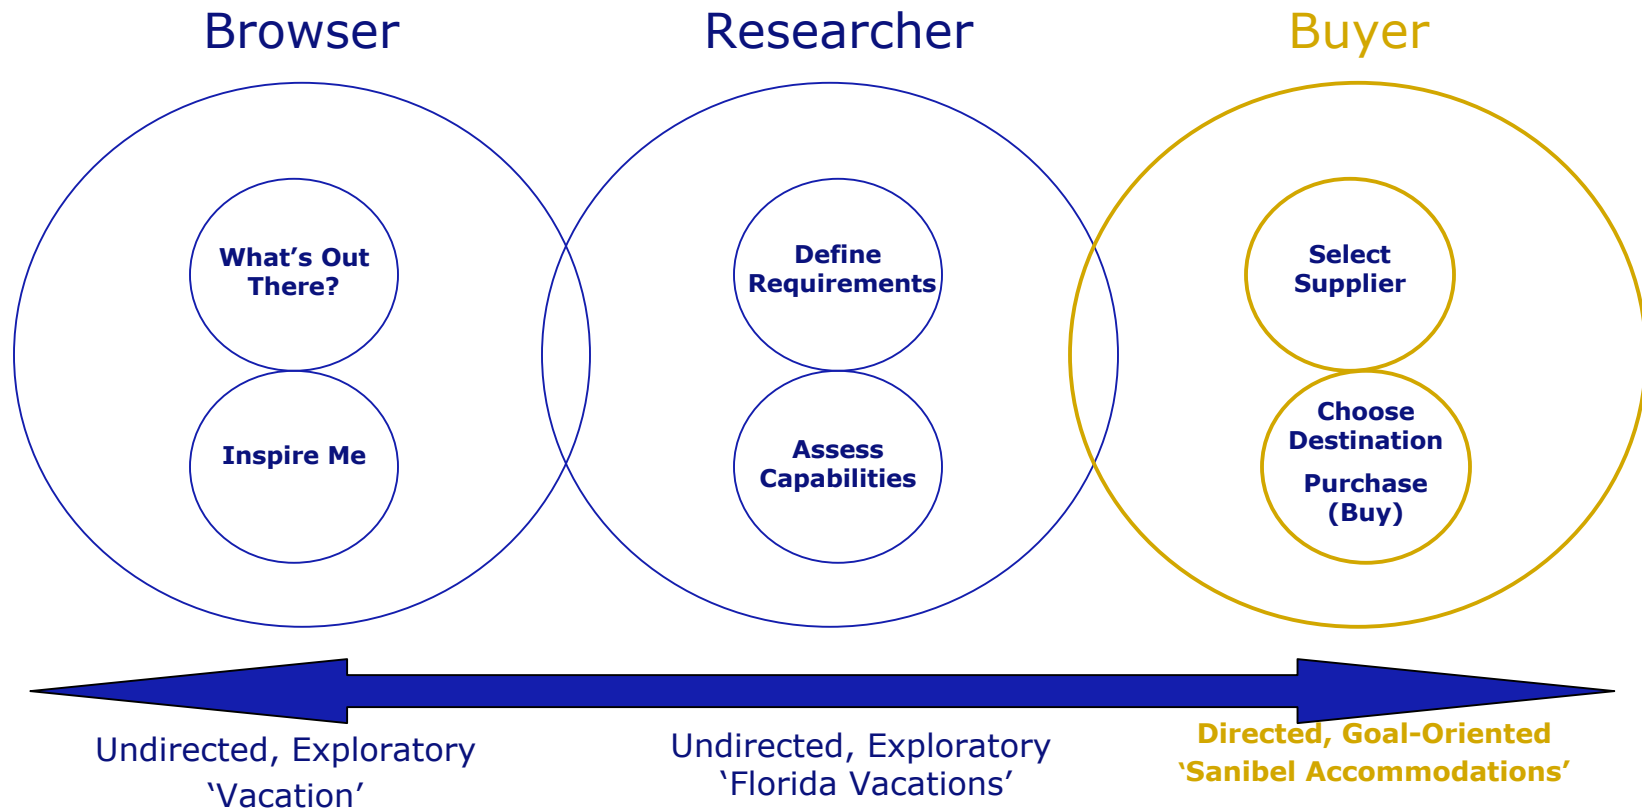 Browser
Researcher
Buyer
What’s Out
There?
Inspire Me
Define
Requirements
Assess
Capabilities
Select
Supplier
Choose
Destination
Purchase
(Buy)
Undirected, Exploratory
‘Vacation’
Undirected, Exploratory
‘Florida Vacations’
Directed, Goal-Oriented
‘Sanibel Accommodations’